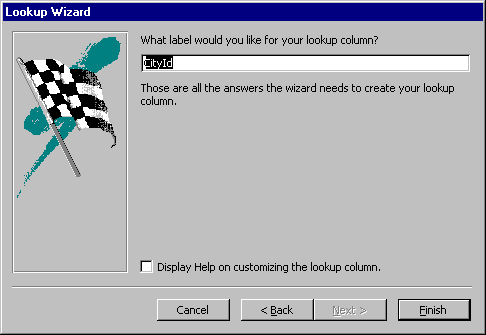 Lookup Wizard
What label would you like for your lookup column?
CityId
Those are all the answers the wizard needs to create your lookup
column.
Display Help on customizing the lookup column.
Cancel
< Back
Next >
Finish